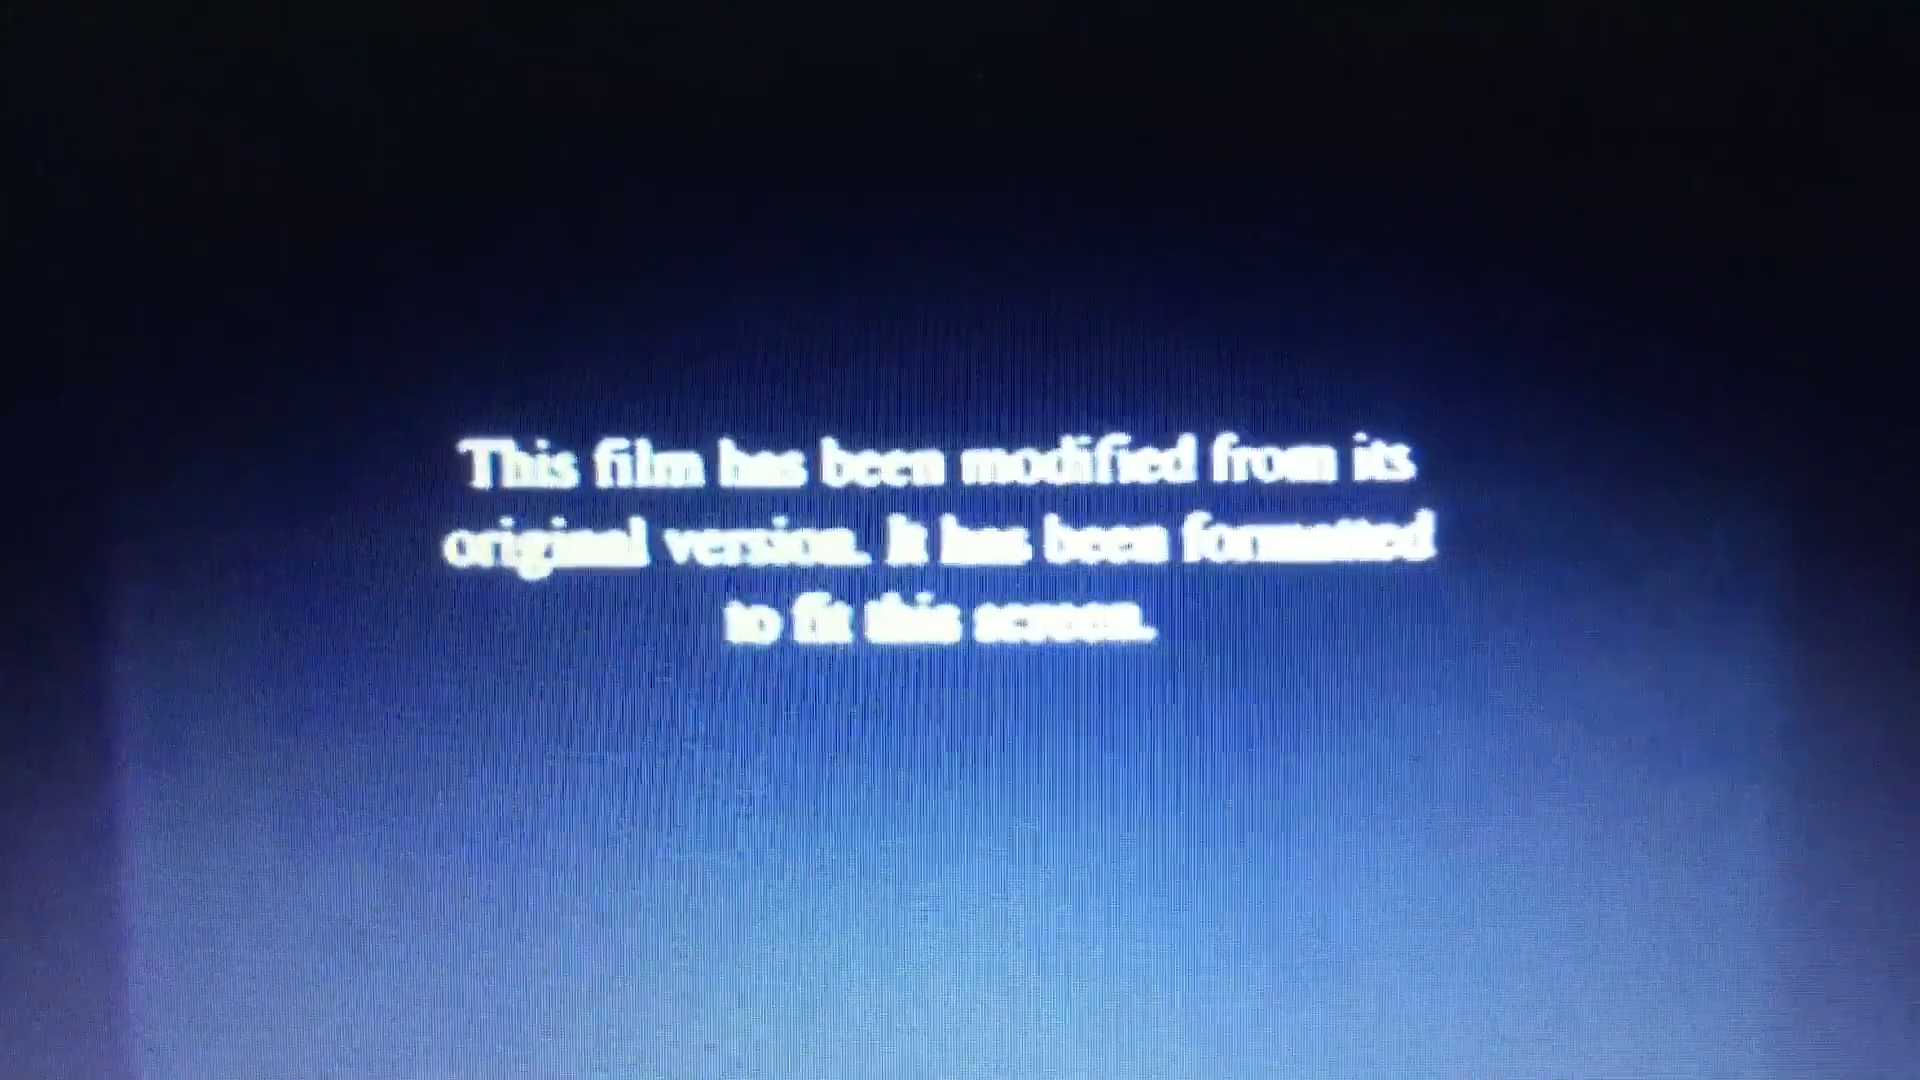 This film has been modified from its
original version. It has been formatted
to fit this screen.